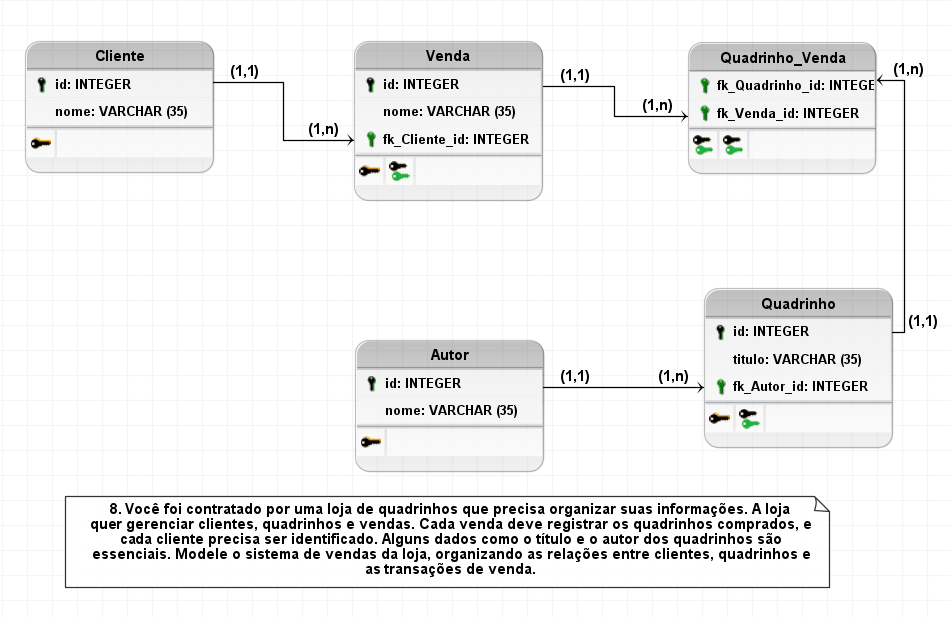 Cliente
id: INTEGER
nome: VARCHAR (35)
(1,1)
(1,n)
Venda
id: INTEGER
nome: VARCHAR (35)
fk_Cliente_id: INTEGER
(1,1)
(1,n)
Quadrinho_Venda
fk_Quadrinho_id: INTEGE
fk_Venda_id: INTEGER
(1,n)
(1,1)
Quadrinho
id: INTEGER
titulo: VARCHAR (35)
fk_Autor_id: INTEGER
Autor
id: INTEGER
nome: VARCHAR (35)
(1,1)
(1,n)
8. Você foi contratado por uma loja de quadrinhos que precisa organizar suas informações. A loja
quer gerenciar clientes, quadrinhos e vendas. Cada venda deve registrar os quadrinhos comprados, e
cada cliente precisa ser identificado. Alguns dados como o título e o autor dos quadrinhos são
essenciais. Modele o sistema de vendas da loja, organizando as relações entre clientes, quadrinhos e
as transações de venda.